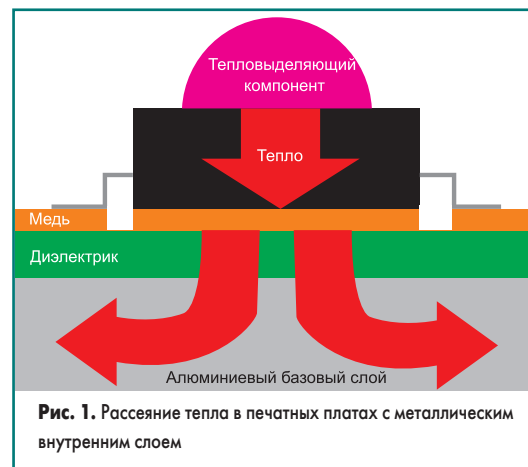 Тепловыделяющий
компонент
Тепло
Медь
Диэлектрик
Алюминиевый базовый слой
Рис. 1. Рассеяние тепла в печатных платах с металлическим
внутренним слоем